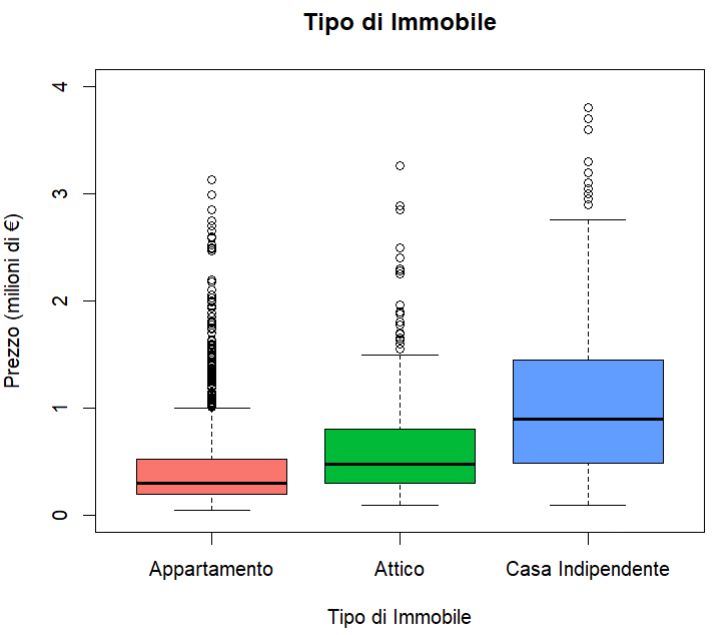 Tipo di Immobile
Prezzo (milioni di €)
4
3
2
1
0
Appartamento Attico Casa Indipendente
Tipo di Immobile